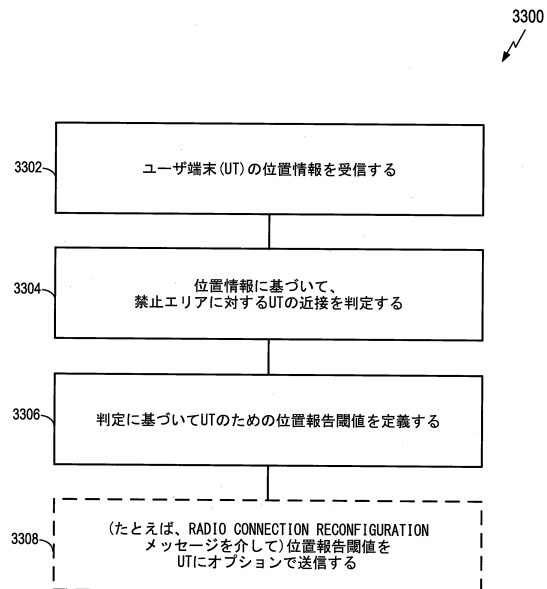 3300
3302
ユーザ端末(UT)の位置情報を受信する
3304
位置情報に基づいて、
禁止エリアに対するUTの近接を判定する
3306
判定に基づいてUTのための位置報告閾値を定義する
3308
(たとえば、RADIO CONNECTION RECONFIGURATION
メッセージを介して)位置報告閾値を
UTにオプションで送信する